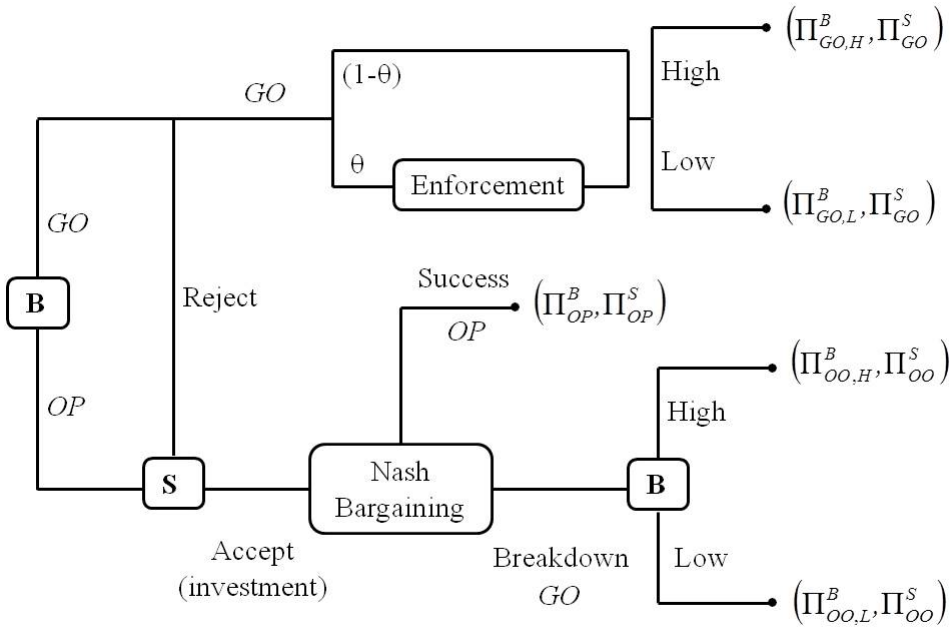 (Π^B_{GO,H}, Π^S_{GO})
(1-θ)
High
GO
Low
θ
Enforcement
(Π^B_{GO,L}, Π^S_{GO})
GO
B
Reject
Success
OP
(Π^B_{OP}, Π^S_{OP})
(Π^B_{OO,H}, Π^S_{OO})
OP
High
S
Nash
Bargaining
B
Accept
(investment)
Breakdown
GO
Low
(Π^B_{OO,L}, Π^S_{OO})